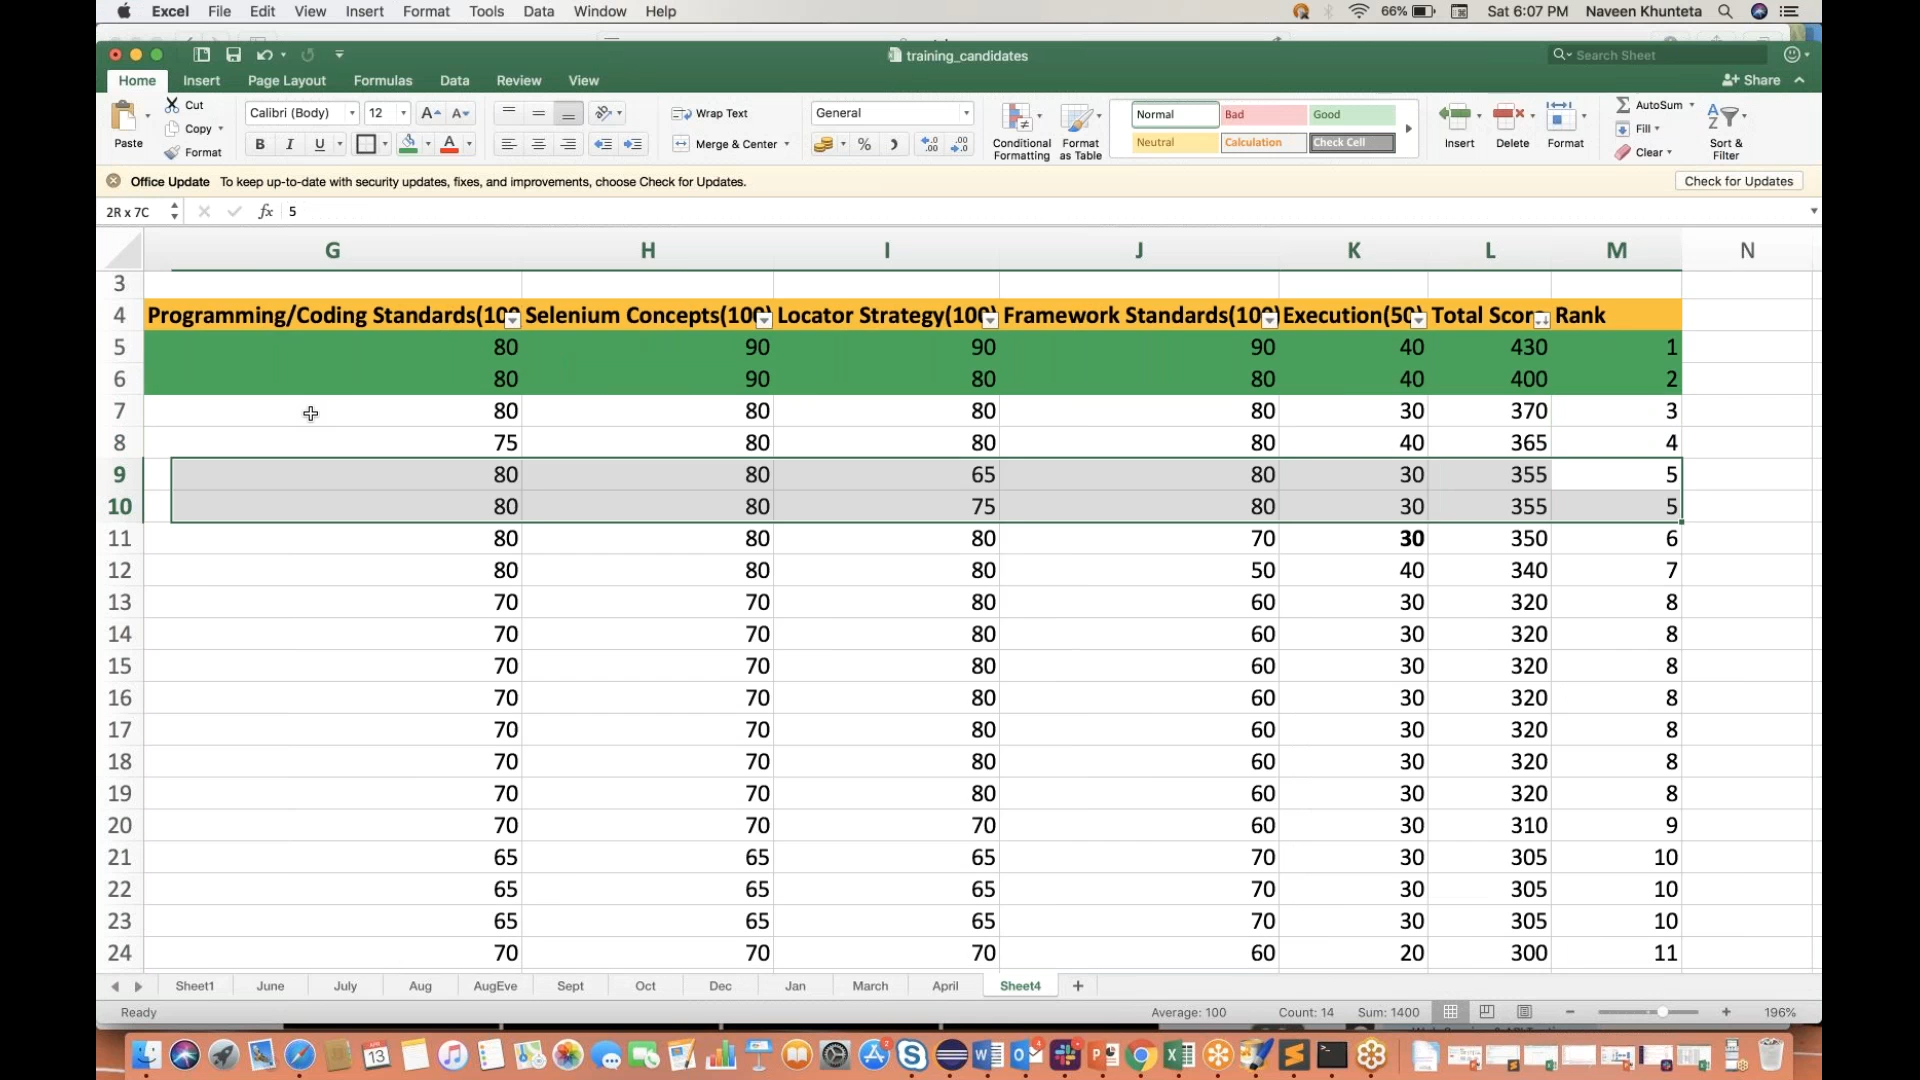 Excel File Edit View Insert Format Tools Data Window Help 66% Sat 6:07 PM Naveen Khunteta
training_candidates Search Sheet
Home Insert Page Layout Formulas Data Review View Share
Cut Calibri (Body) 12 Wrap Text General Normal Bad Good AutoSum
Copy Fill
Paste Format B I U Merge & Center % Conditional Formatting Format as Table Neutral Calculation Check Cell Insert Delete Format Clear Sort & Filter
Office Update To keep up-to-date with security updates, fixes, and improvements, choose Check for Updates. Check for Updates
2R x 7C fx 5
G H I J K L M N
3
4 Programming/Coding Standards(100 Selenium Concepts(100) Locator Strategy(100) Framework Standards(100) Execution(50) Total Score Rank
5 80 90 90 90 40 430 1
6 80 90 80 80 40 400 2
7 80 80 80 80 30 370 3
8 75 80 80 80 40 365 4
9 80 80 65 80 30 355 5
10 80 80 75 80 30 355 5
11 80 80 80 70 30 350 6
12 80 80 80 50 40 340 7
13 70 70 80 60 30 320 8
14 70 70 80 60 30 320 8
15 70 70 80 60 30 320 8
16 70 70 80 60 30 320 8
17 70 70 80 60 30 320 8
18 70 70 80 60 30 320 8
19 70 70 80 60 30 320 8
20 70 70 70 60 30 310 9
21 65 65 65 70 30 305 10
22 65 65 65 70 30 305 10
23 65 65 65 70 30 305 10
24 70 70 70 60 20 300 11
Sheet1 June July Aug AugEve Sept Oct Dec Jan March April Sheet4 +
Ready Average: 100 Count: 14 Sum: 1400 196%